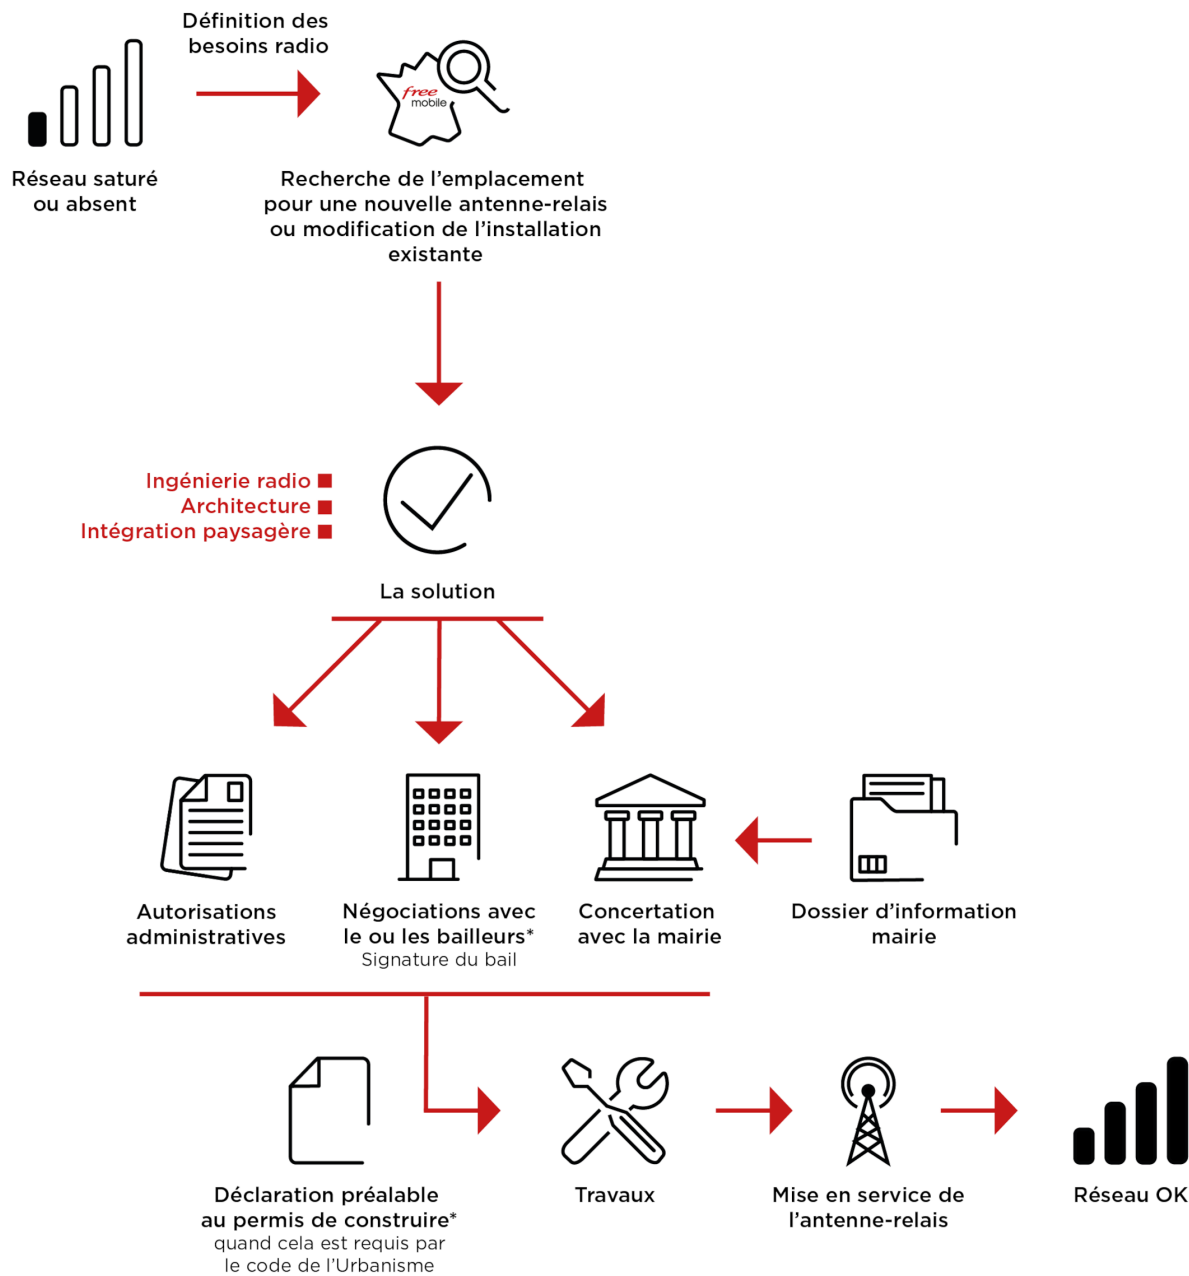 Définition des
besoins radio
free
mobile
Réseau saturé
ou absent
Recherche de l’emplacement
pour une nouvelle antenne-relais
ou modification de l’installation
existante
Ingénierie radio
Architecture
Intégration paysagère
La solution
Autorisations
administratives
Négociations avec
le ou les bailleurs*
Signature du bail
Concertation
avec la mairie
Dossier d’information
mairie
Déclaration préalable
au permis de construire*
quand cela est requis par
le code de l’Urbanisme
Travaux
Mise en service de
l’antenne-relais
Réseau OK